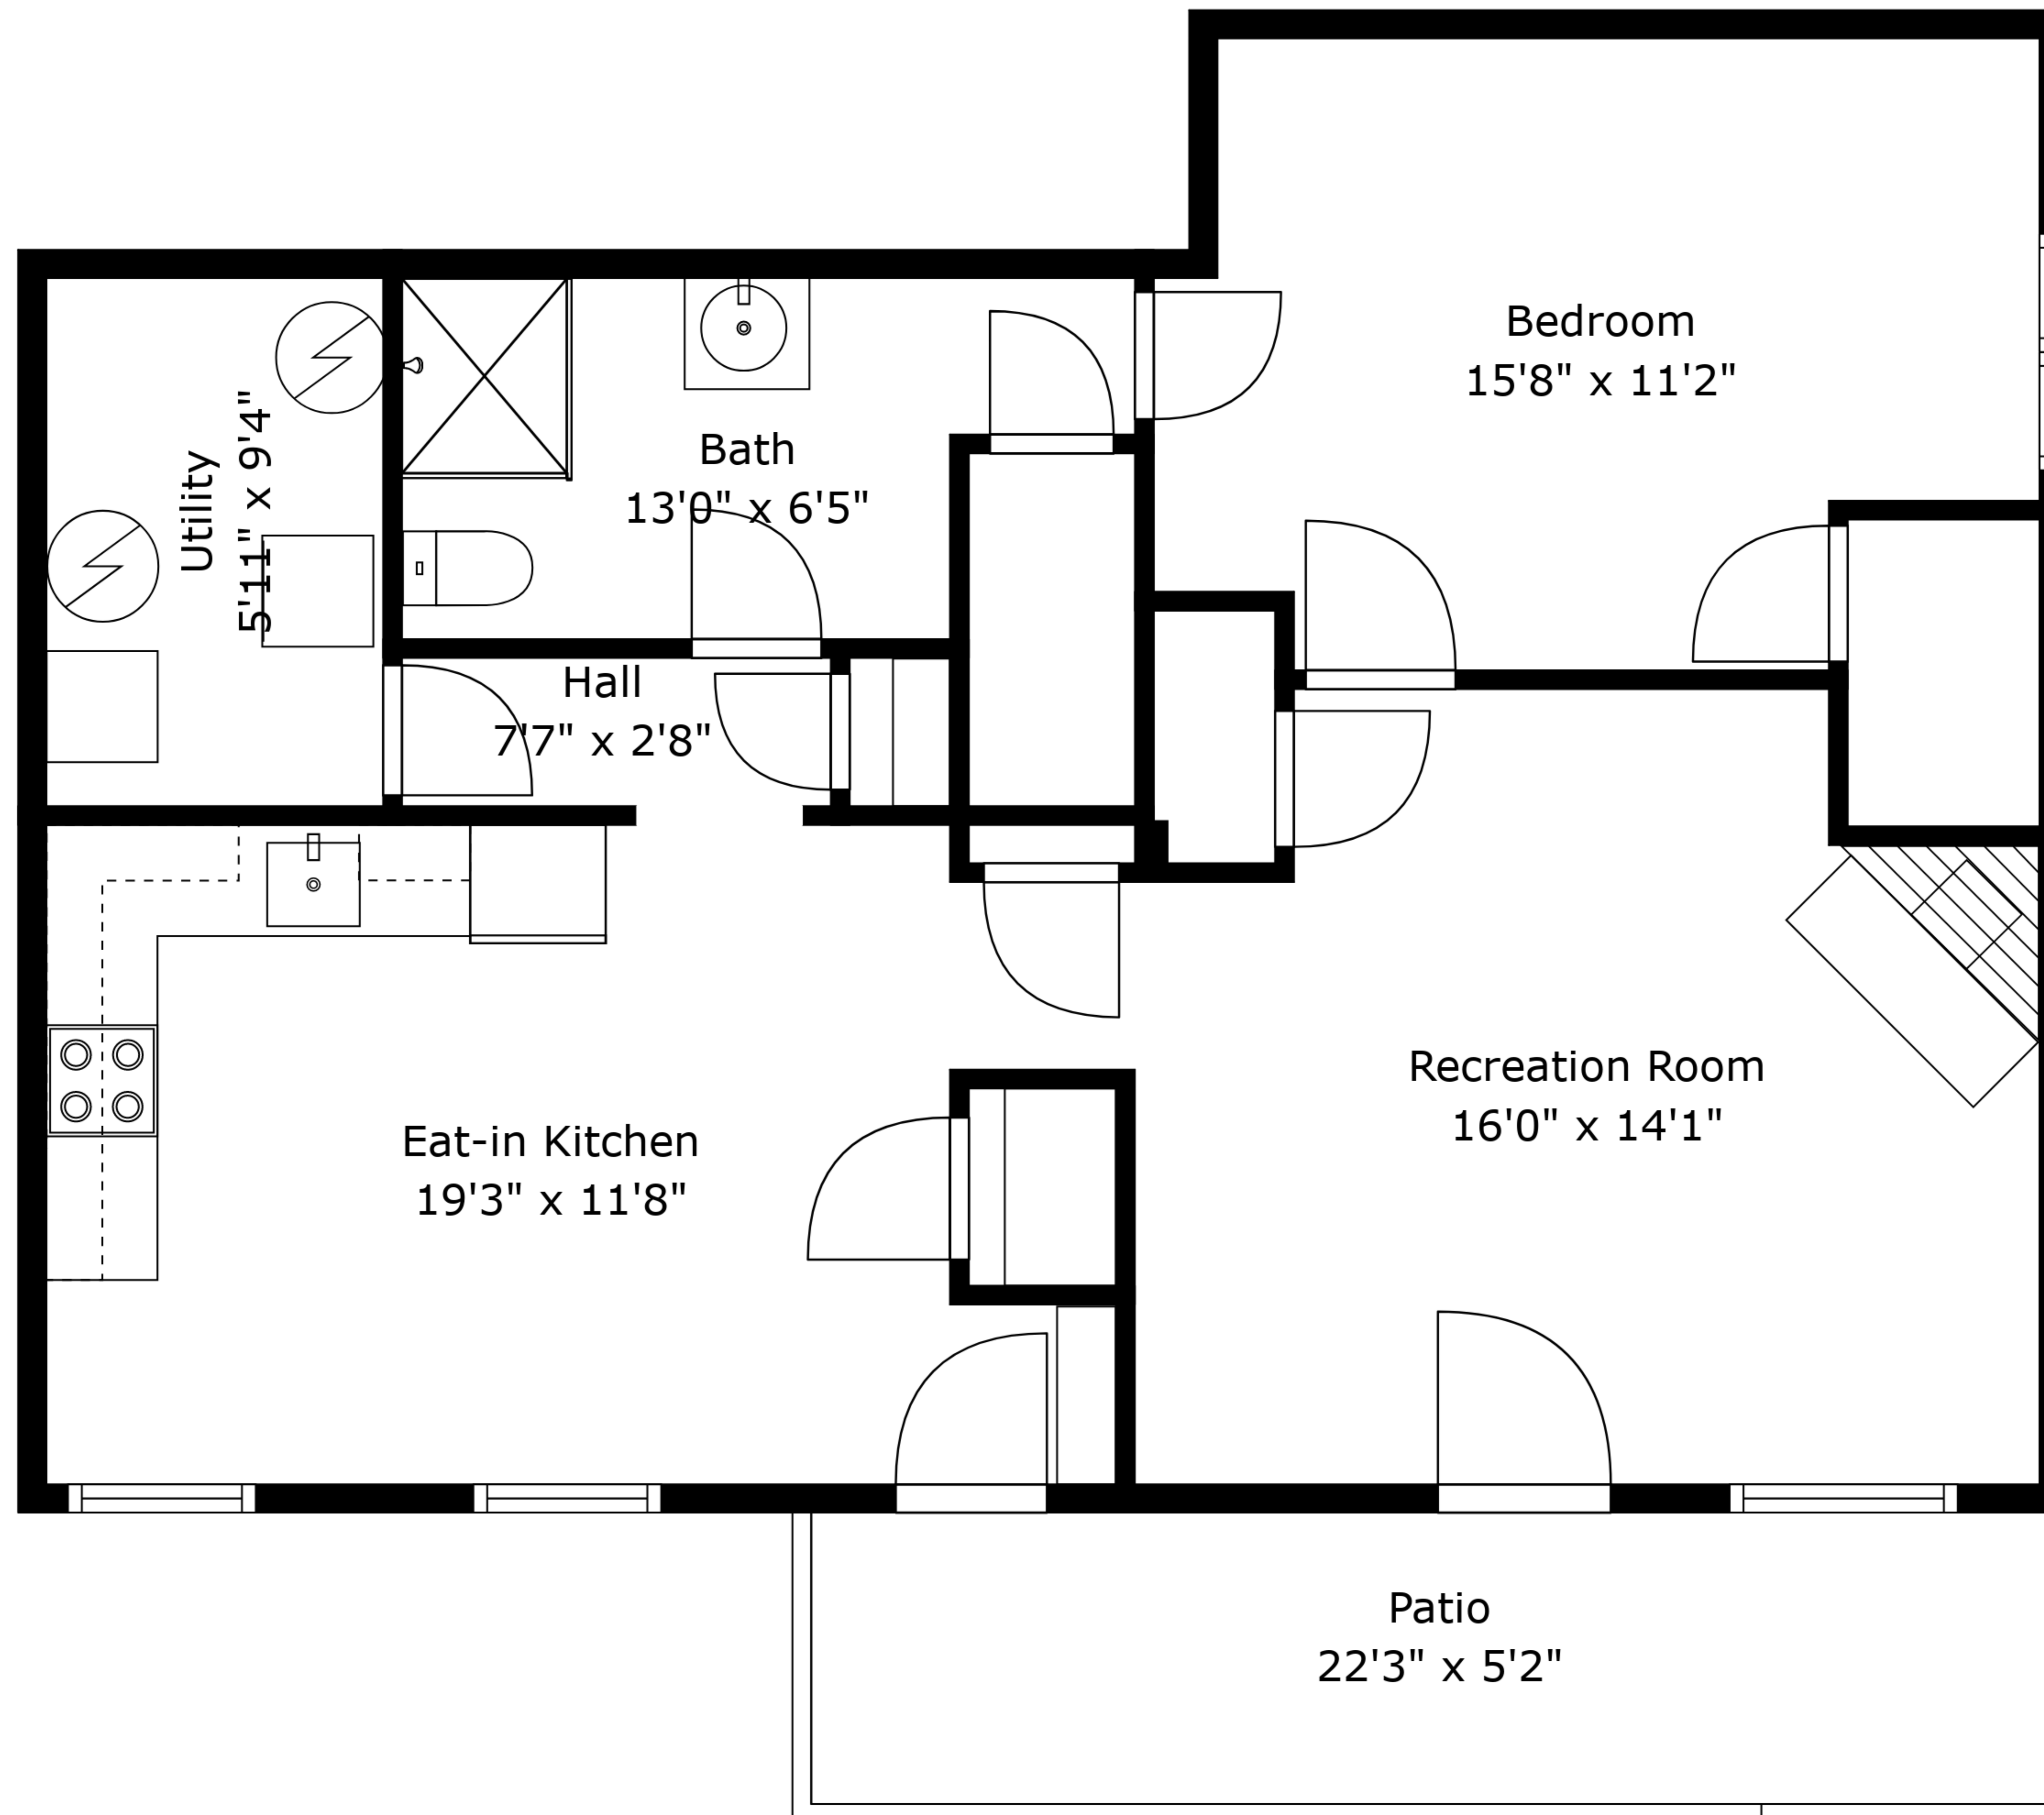 Bedroom
15'8" x 11'2"
Utility
5'11" x 9'4"
Bath
13'0" x 6'5"
Hall
7'7" x 2'8"
Recreation Room
16'0" x 14'1"
Eat-in Kitchen
19'3" x 11'8"
Patio
22'3" x 5'2"